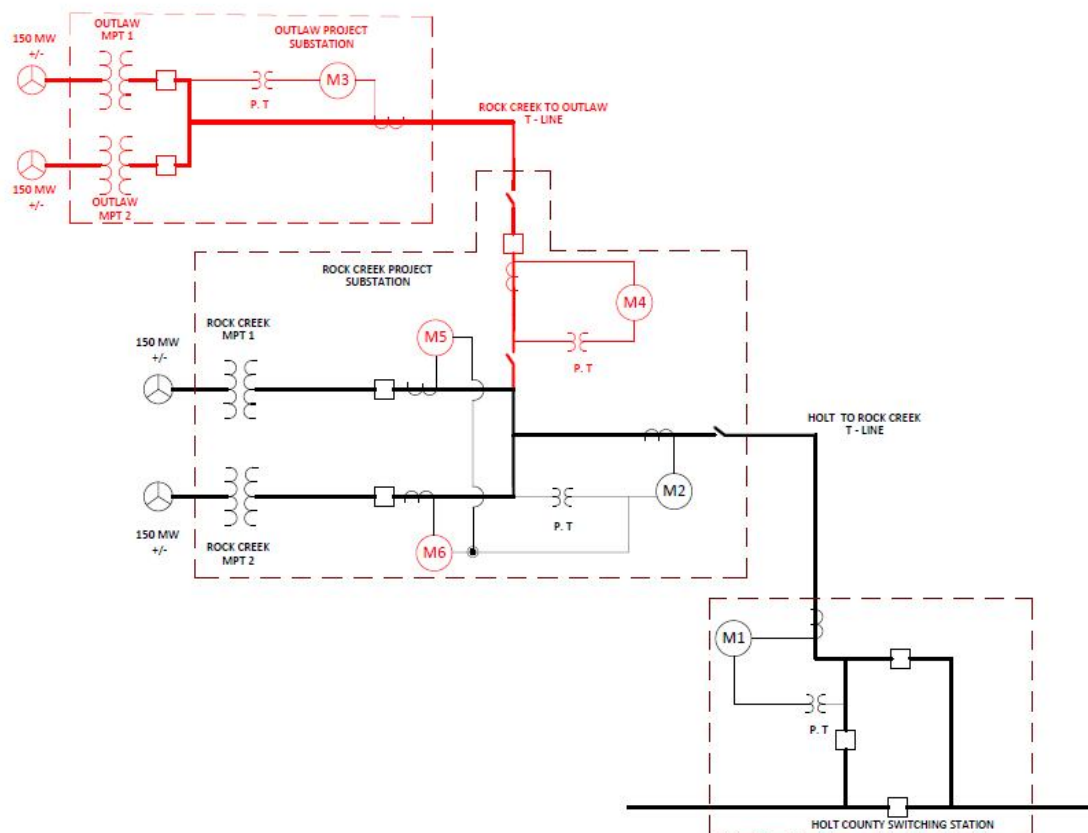 OUTLAW
MPT 1
150 MW
+/-
OUTLAW PROJECT
SUBSTATION
M3
P. T
150 MW
+/-
OUTLAW
MPT 2
ROCK CREEK TO OUTLAW
T - LINE
ROCK CREEK PROJECT
SUBSTATION
M4
P. T
ROCK CREEK
MPT 1
M5
150 MW
+/-
HOLT TO ROCK CREEK
T - LINE
M2
P. T
150 MW
+/-
ROCK CREEK
MPT 2
M6
M1
P. T
HOLT COUNTY SWITCHING STATION